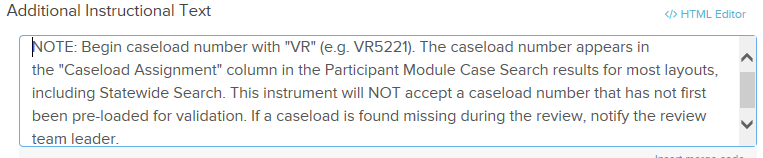 Additional Instructional Text
</> HTML Editor
NOTE: Begin caseload number with "VR" (e.g. VR5221). The caseload number appears in
the "Caseload Assignment" column in the Participant Module Case Search results for most layouts,
including Statewide Search. This instrument will NOT accept a caseload number that has not first
been pre-loaded for validation. If a caseload is found missing during the review, notify the review
team leader.
Insert merge code